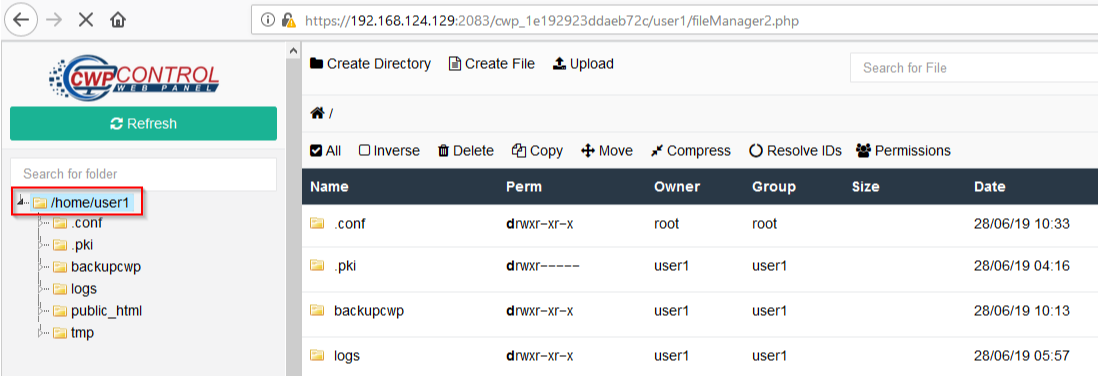 https://192.168.124.129:2083/cwp_1e192923ddaeb72c/user1/fileManager2.php
CWPCONTROL
WEB PANEL
Refresh
Search for folder
/home/user1
.conf
.pki
backupcwp
logs
public_html
tmp
Create Directory Create File Upload
Search for File
/
All Inverse Delete Copy Move Compress Resolve IDs Permissions
Name Perm Owner Group Size Date
.conf drwxr-xr-x root root 28/06/19 10:33
.pki drwxr----- user1 user1 28/06/19 04:16
backupcwp drwxr-xr-x user1 user1 28/06/19 10:13
logs drwxr-xr-x user1 user1 28/06/19 05:57